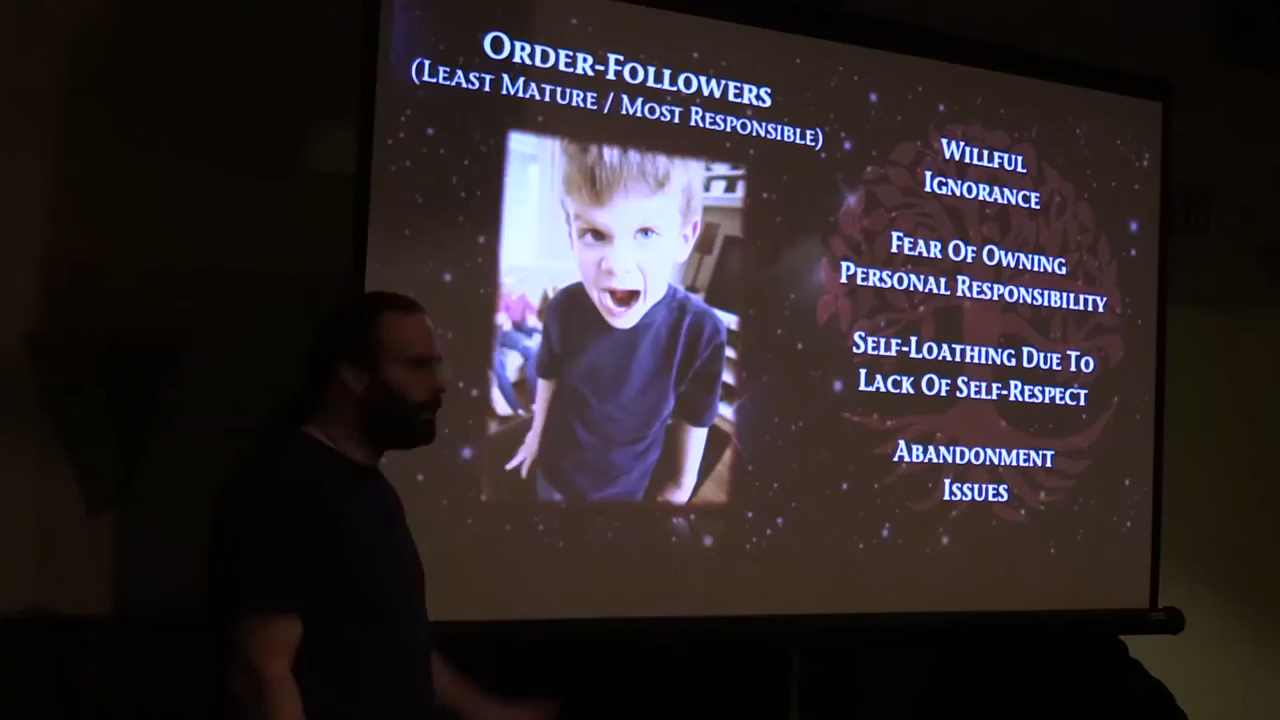 Order-Followers
(Least Mature / Most Responsible)
Willful
Ignorance
Fear Of Owning
Personal Responsibility
Self-Loathing Due To
Lack Of Self-Respect
Abandonment
Issues